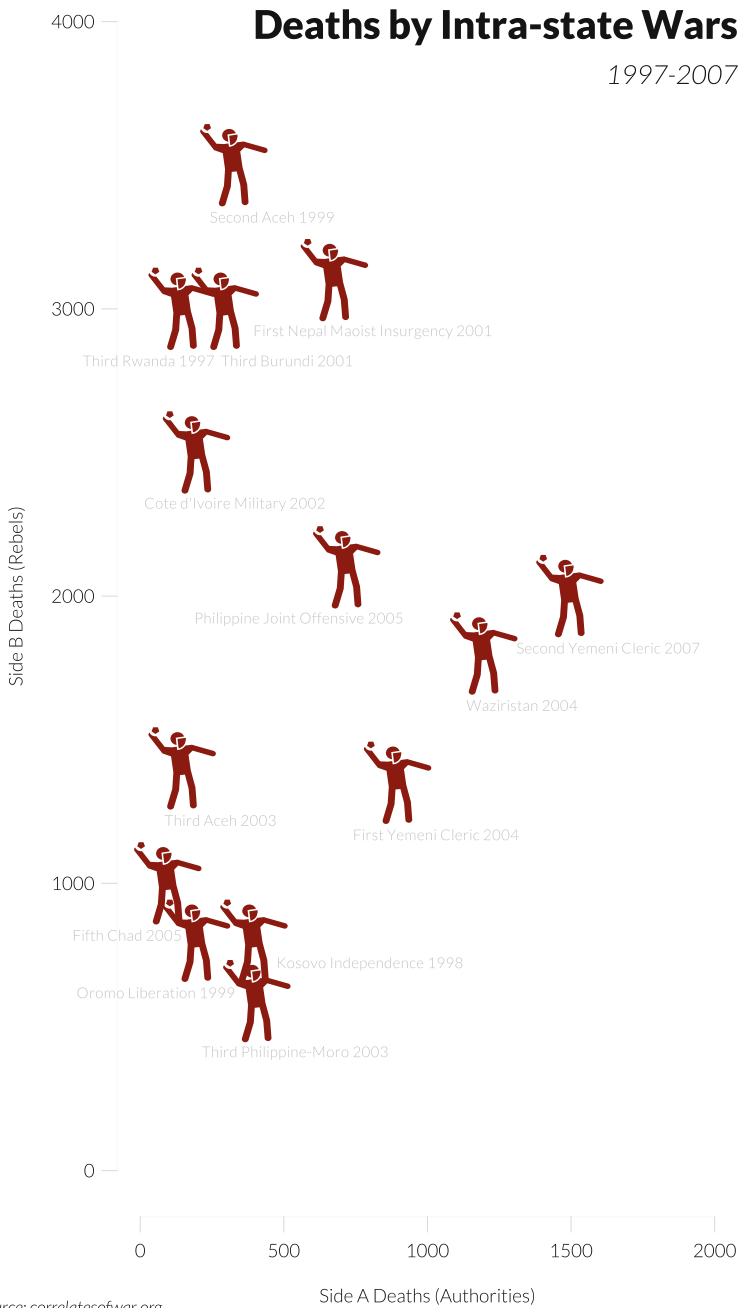 Deaths by Intra-state Wars
1997-2007
4000
Second Aceh 1999
3000
First Nepal Maoist Insurgency 2001
Third Rwanda 1997
Third Burundi 2001
Cote d'Ivoire Military 2002
Side B Deaths (Rebels)
2000
Philippine Joint Offensive 2005
Second Yemeni Cleric 2007
Waziristan 2004
Third Aceh 2003
First Yemeni Cleric 2004
1000
Fifth Chad 2005
Kosovo Independence 1998
Oromo Liberation 1999
Third Philippine-Moro 2003
0
0 500 1000 1500 2000
Side A Deaths (Authorities)
correlatesofwar.org